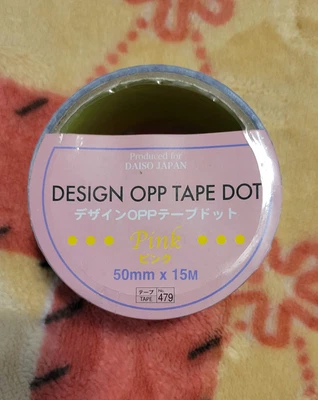 Produced for
DAISO JAPAN
DESIGN OPP TAPE DOT
デザインOPPテープドット
Pink
ピンク
50mm x 15M
テープ TAPE No. 479